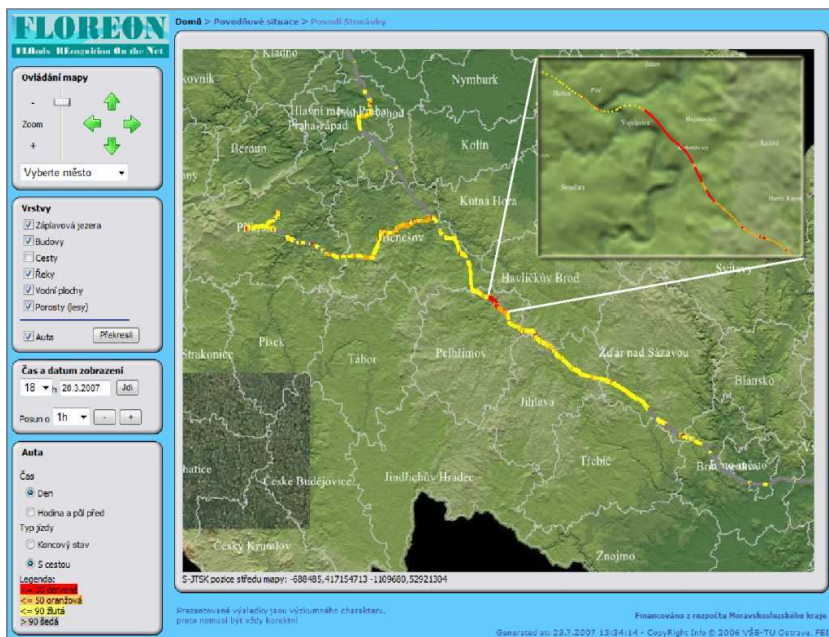 FLOREON
FLOods REcognition On the Net
Domů > Povodňové situace > Povodí Stonávky
Ovládání mapy
-
Zoom
+
Vyberte město
Vrstvy
Záplavová jezera
Budovy
Cesty
Řeky
Vodní plochy
Porosty (lesy)
Auta
Překresli
Čas a datum zobrazení
18 h 20.3.2007 Jdi
Posun o 1h - +
Auta
Čas
Den
Hodina a půl před
Typ jízdy
Koncový stav
S cestou
Legenda:
<= 50 oranžová
<= 90 žlutá
> 90 šedá
Kladno
Nymburk
Hlavní město Praha
Praha-západ
Beroun
Kolín
Kutná Hora
Benešov
Havlíčkův Brod
Svitavy
Strakonice
Písek
Tábor
Pelhřimov
Žďár nad Sázavou
Blansko
Jihlava
Třebíč
České Budějovice
Jindřichův Hradec
Český Krumlov
Znojmo
S-JTSK pozice středu mapy: -688485,417154713 -1109680,52921304
Prezentované výsledky jsou výzkumného charakteru,
proto nemusí být vždy korektní
Financováno z rozpočtu Moravskoslezského kraje
Generated at: 23.7.2007 13:34:14 - CopyRight Info © 2006 VŠB-TU Ostrava, FEI